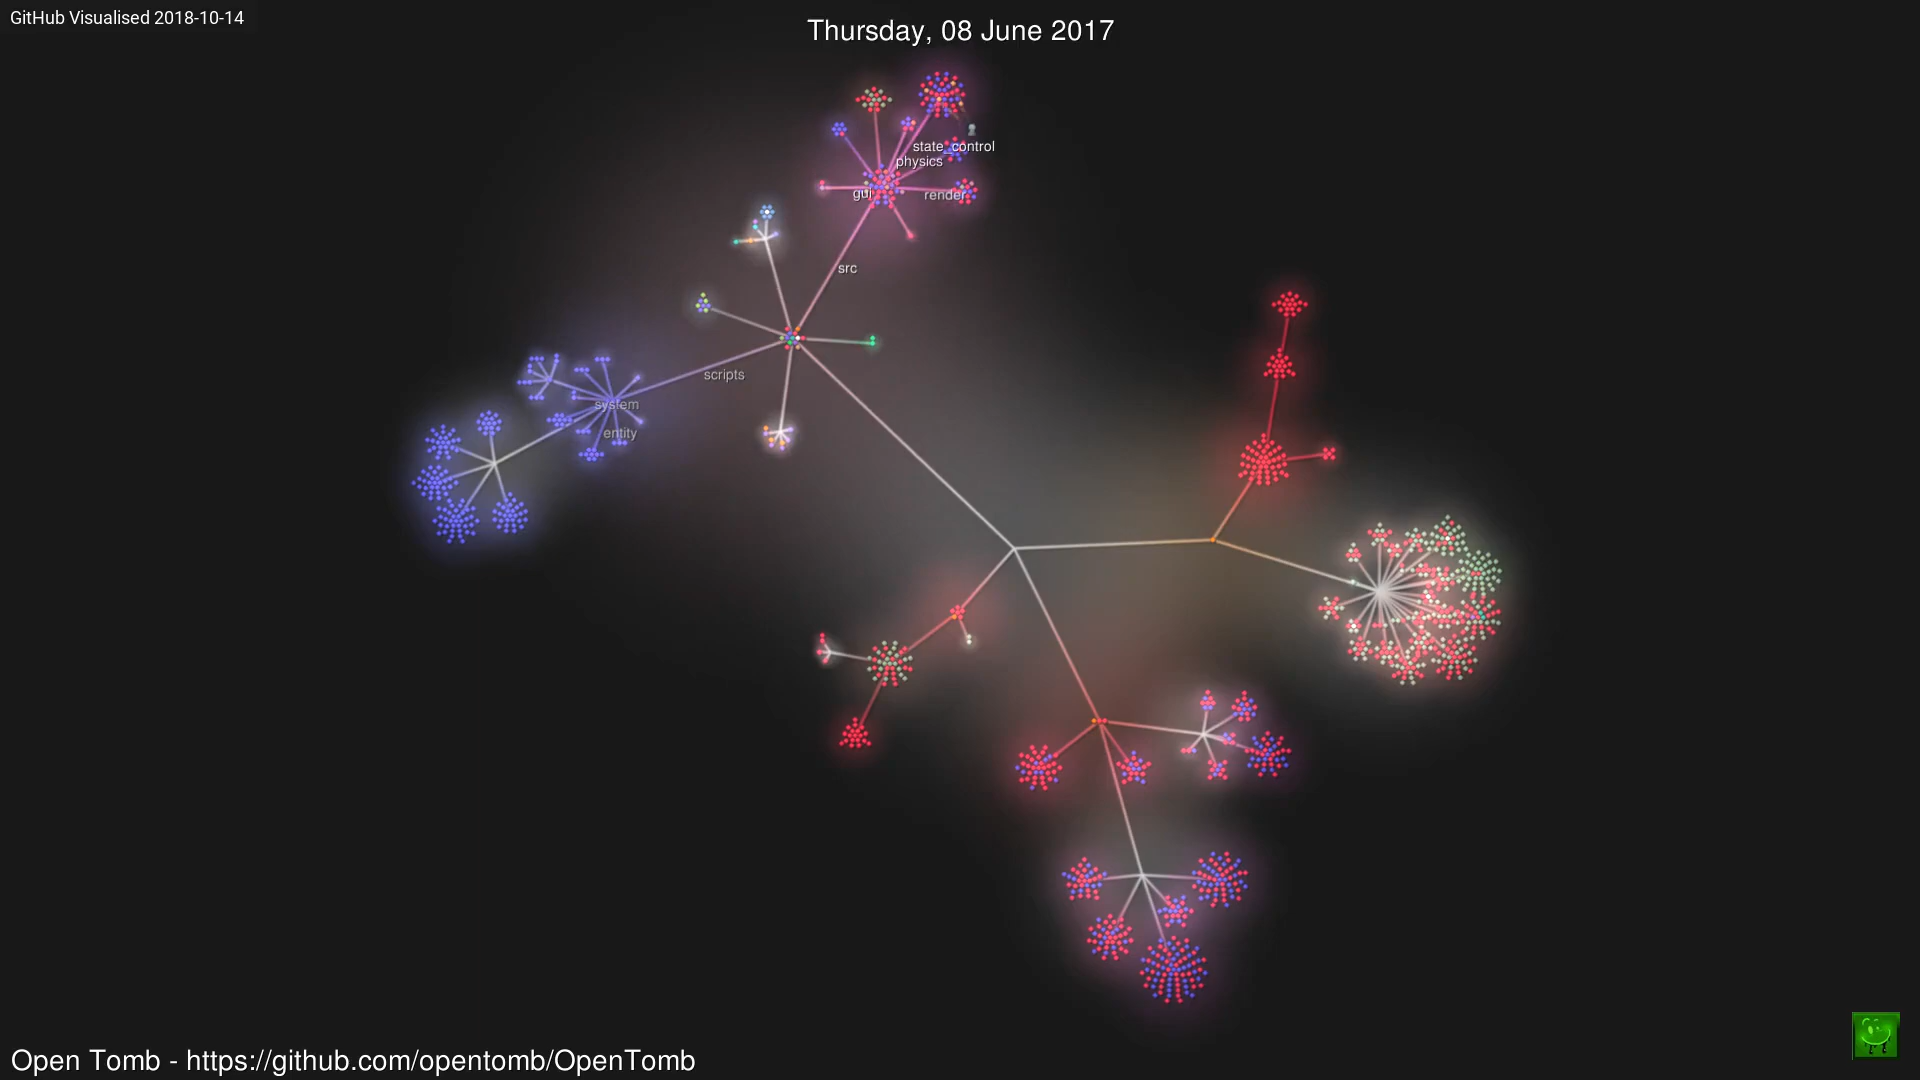 GitHub Visualised 2018-10-14
Thursday, 08 June 2017
state_control
physics
gui
render
src
scripts
system
entity
Open Tomb - https://github.com/opentomb/OpenTomb